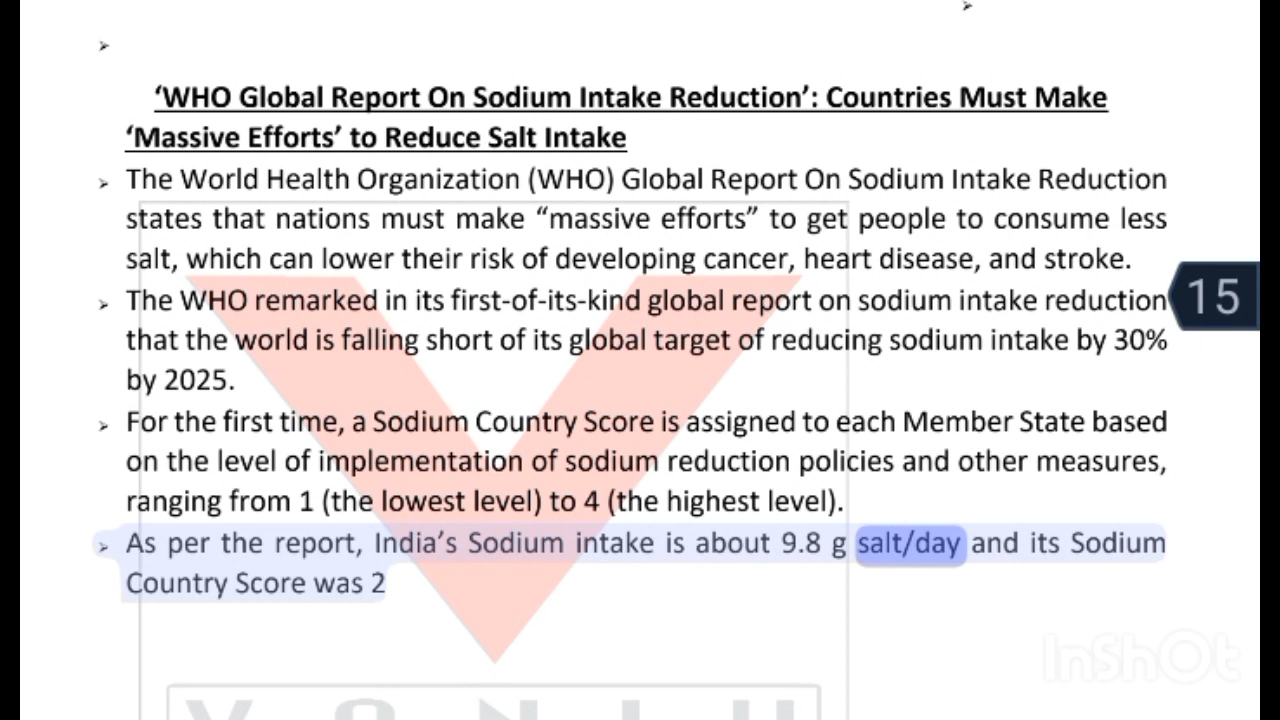 ‘WHO Global Report On Sodium Intake Reduction’: Countries Must Make
‘Massive Efforts’ to Reduce Salt Intake
➢ The World Health Organization (WHO) Global Report On Sodium Intake Reduction
states that nations must make “massive efforts” to get people to consume less
salt, which can lower their risk of developing cancer, heart disease, and stroke.
➢ The WHO remarked in its first-of-its-kind global report on sodium intake reduction
that the world is falling short of its global target of reducing sodium intake by 30%
by 2025.
➢ For the first time, a Sodium Country Score is assigned to each Member State based
on the level of implementation of sodium reduction policies and other measures,
ranging from 1 (the lowest level) to 4 (the highest level).
➢ As per the report, India’s Sodium intake is about 9.8 g salt/day and its Sodium
Country Score was 2
15
InShOt